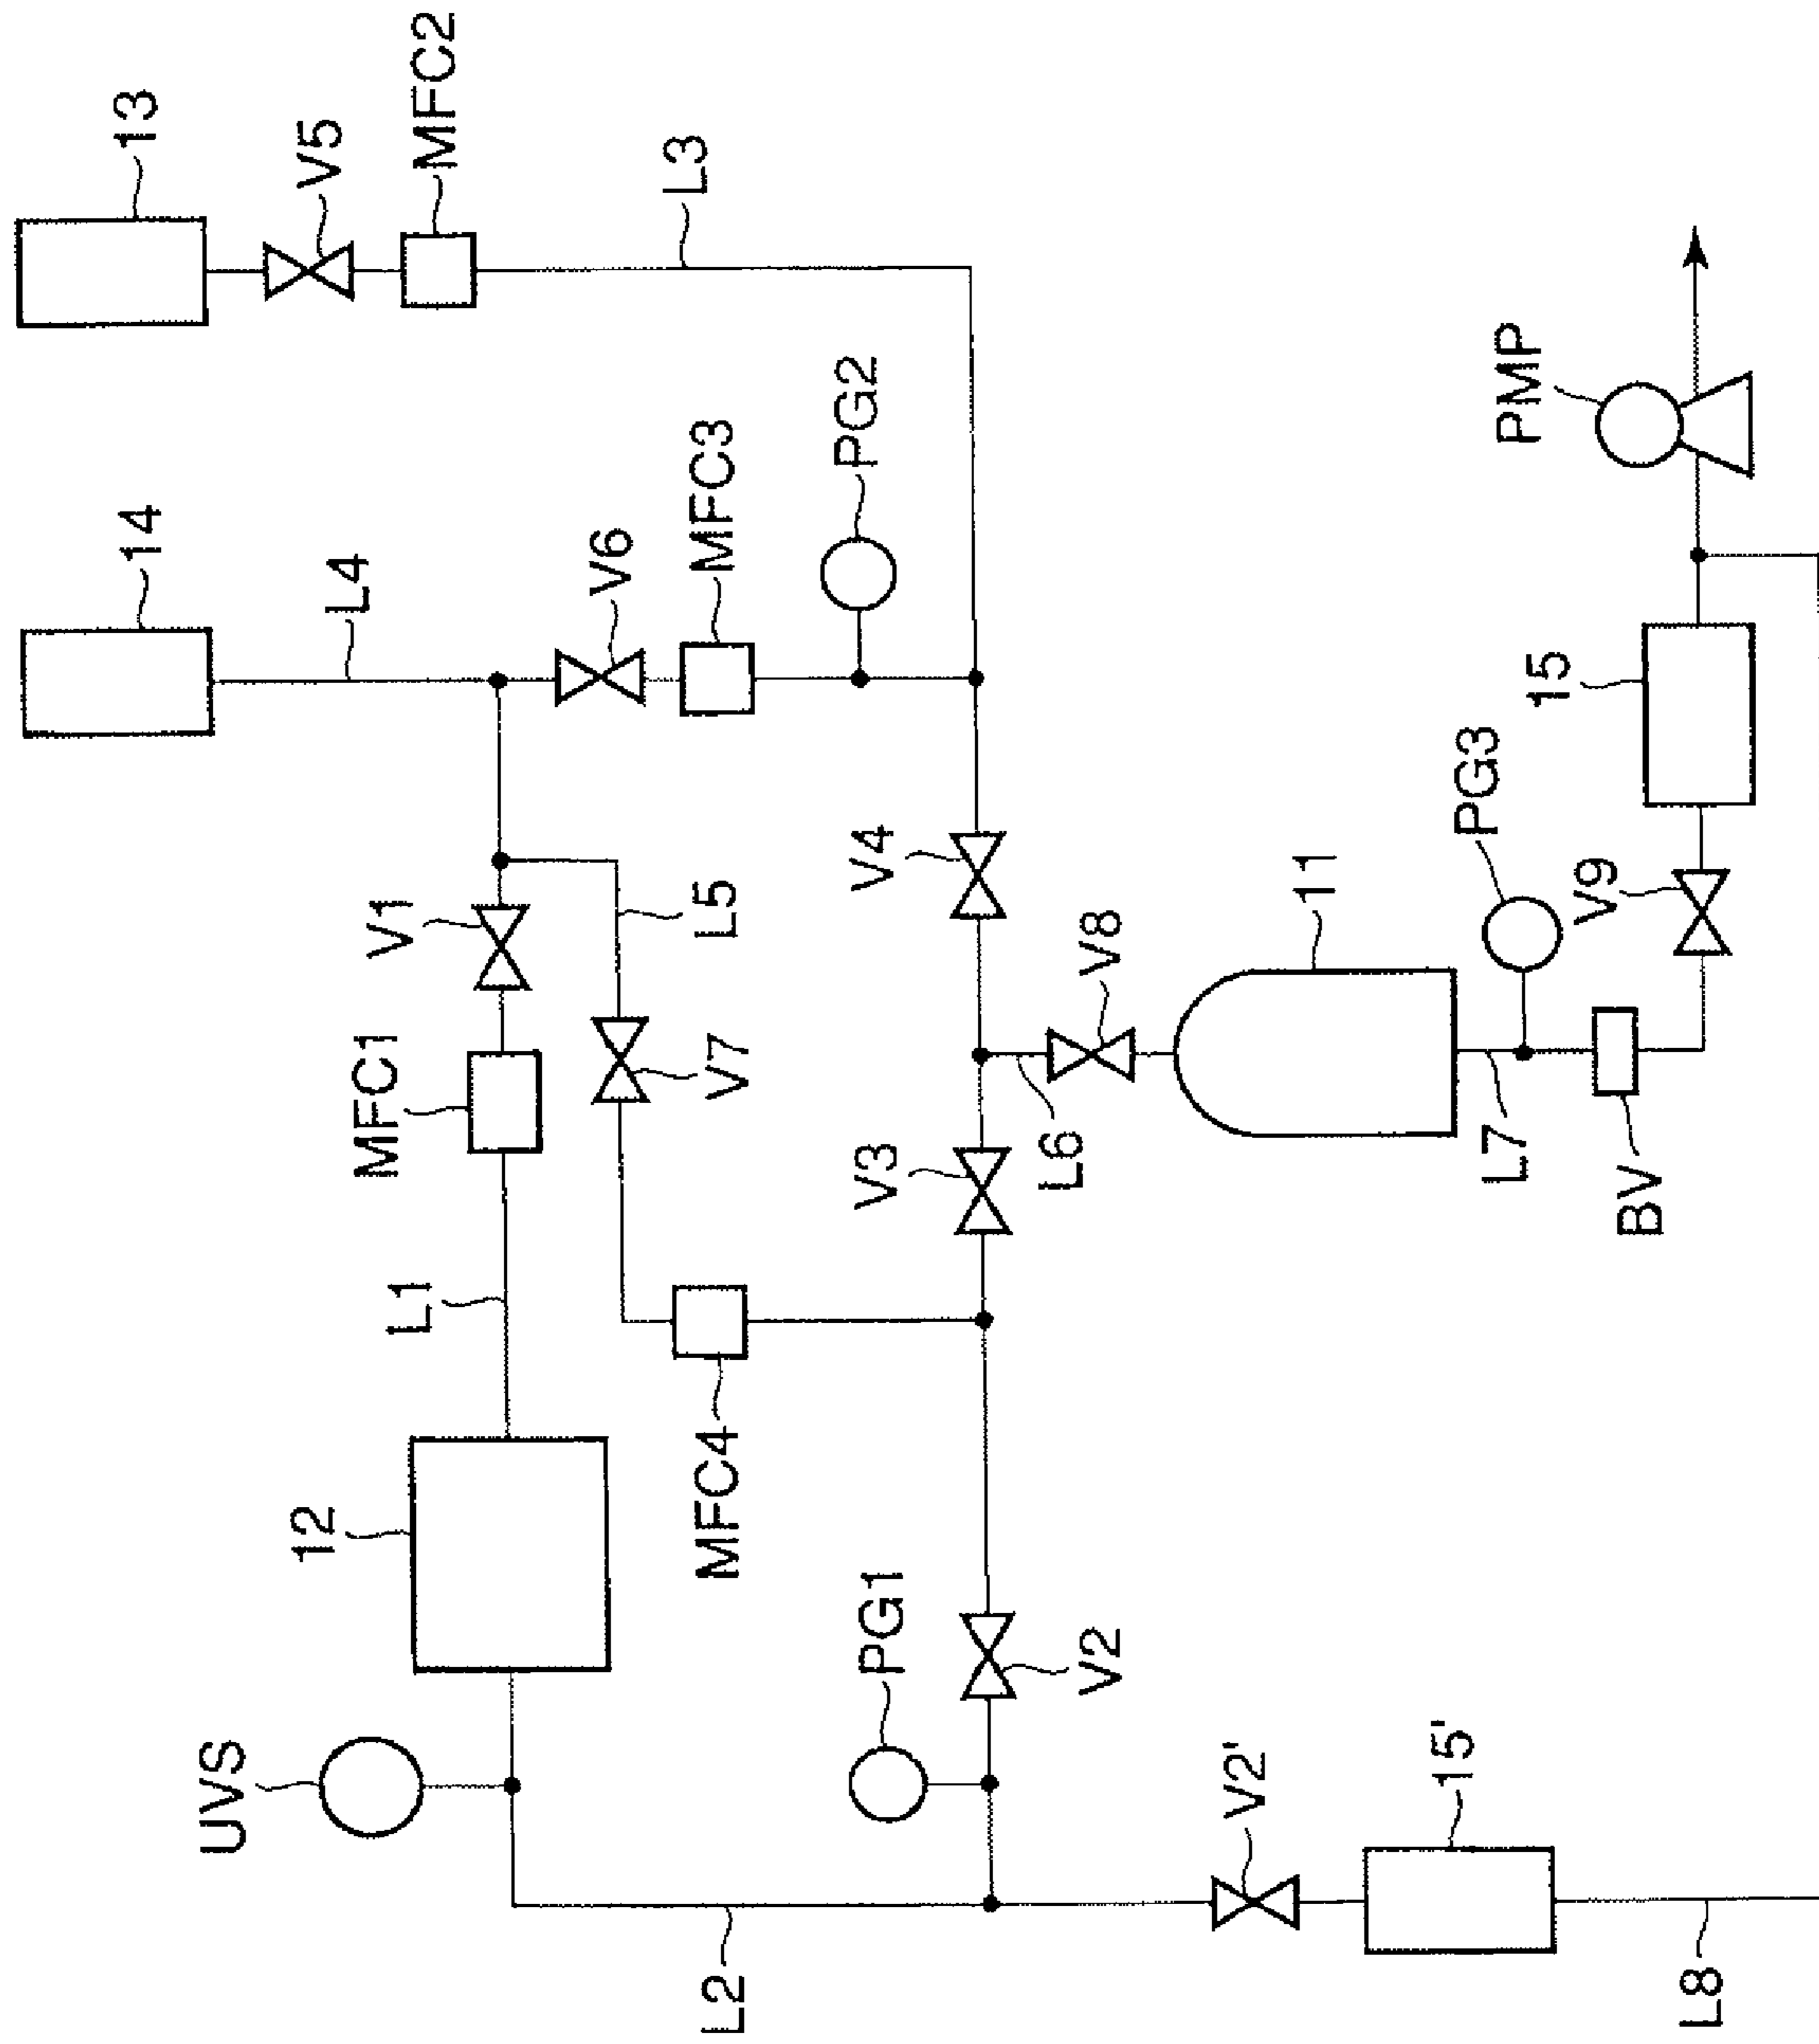 13
14
V5
UVS
12
L4
MFC1
V1
MFC2
L1
V6
L3
MFC3
L5
L2
MFC4
V7
PG2
PG1
V3
V4
L6
V2
V8
V2'
11
15'
L7
PG3
PMP
15
V9
BV
L8